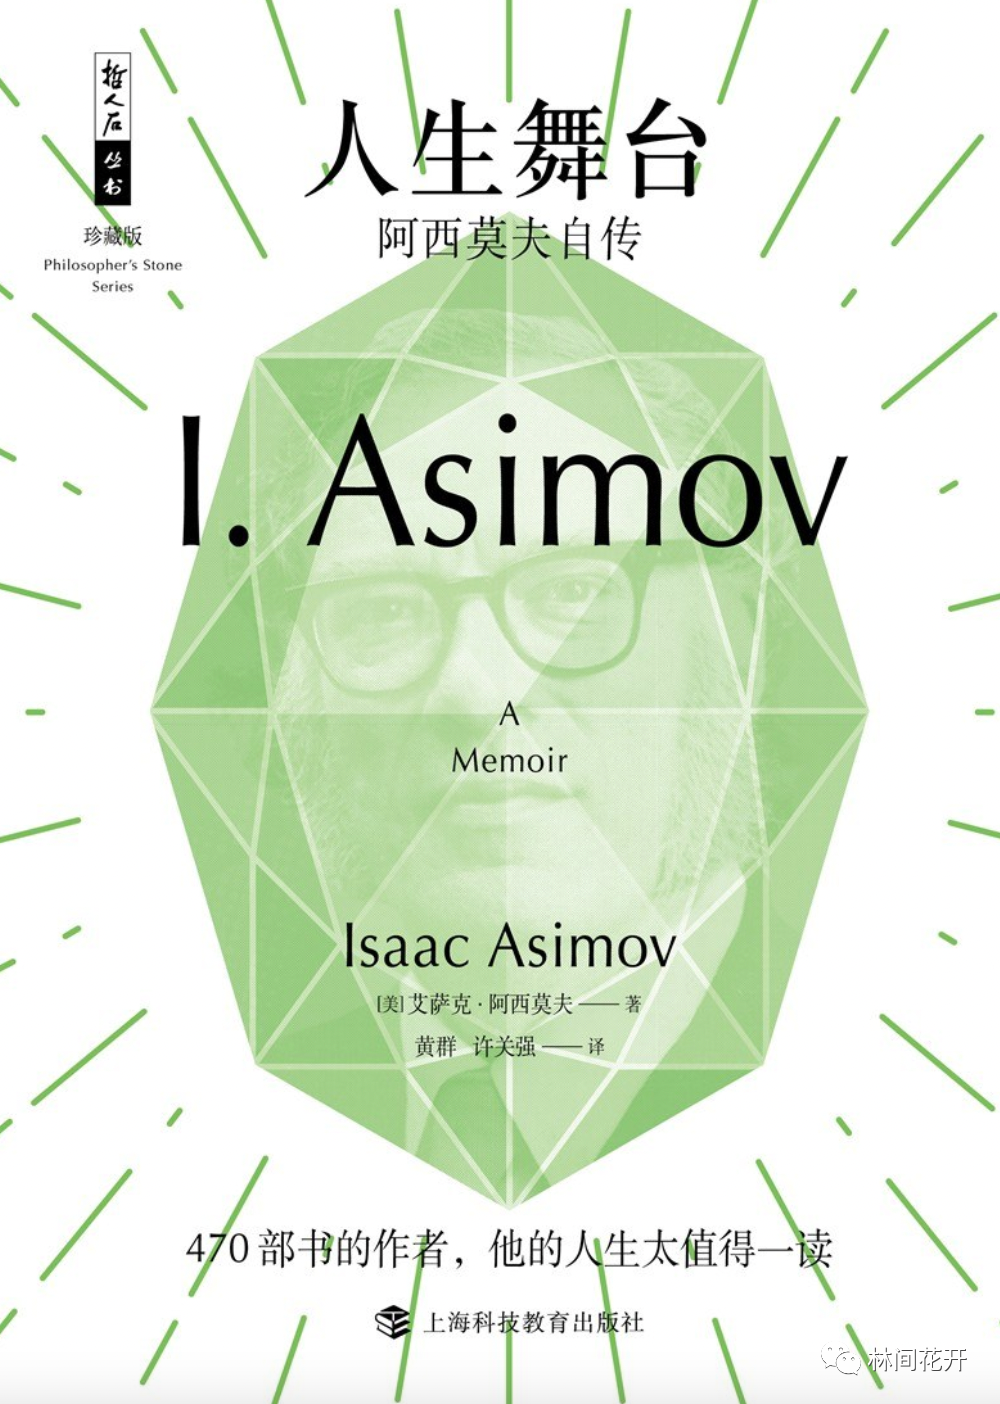 哲人石
丛书
珍藏版
Philosopher's Stone
Series
人生舞台
阿西莫夫自传
I. Asimov
A
Memoir
Isaac Asimov
[美]艾萨克·阿西莫夫——著
黄群 许关强——译
470部书的作者，他的人生太值得一读
上海科技教育出版社
林间花开